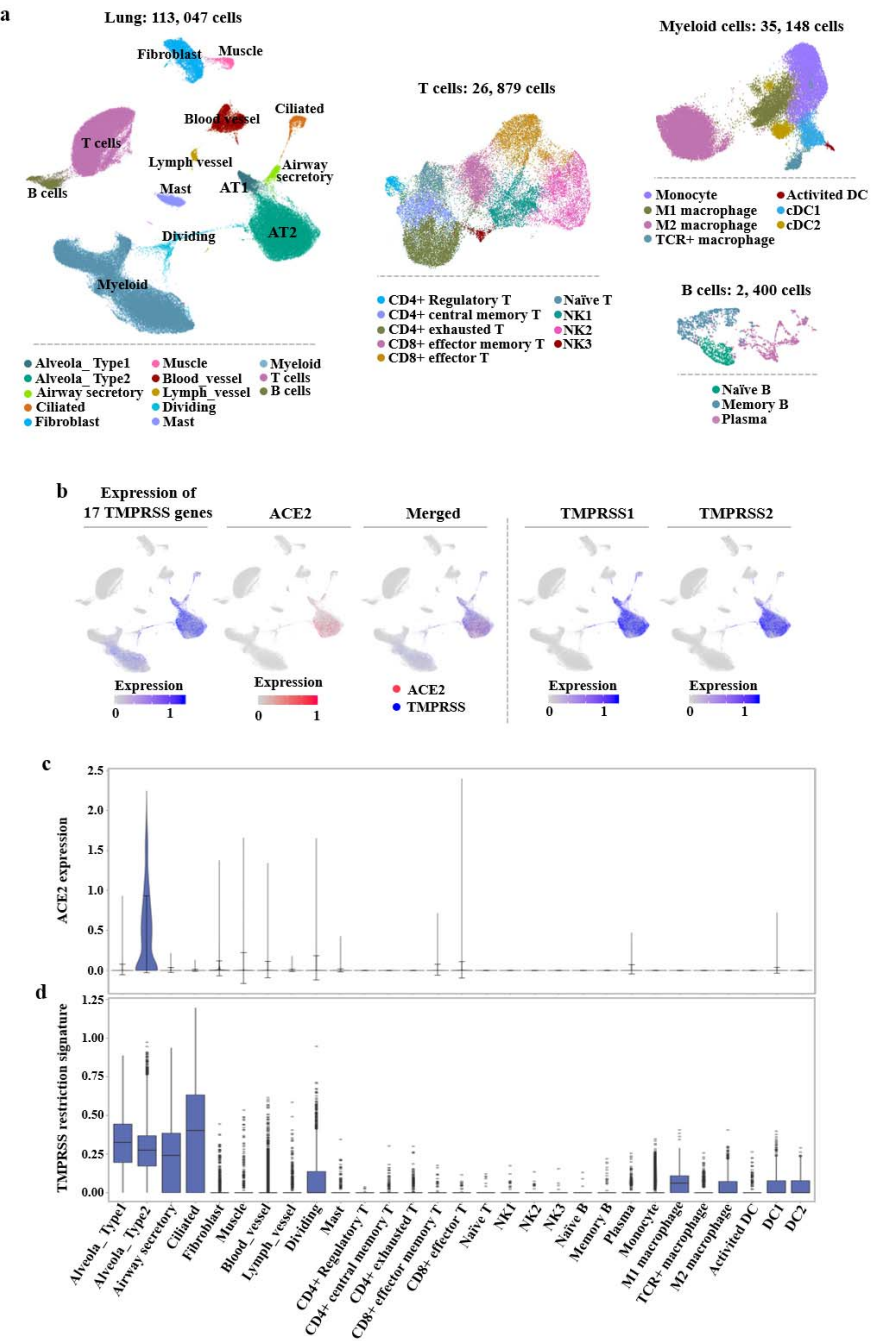 a
Lung: 113, 047 cells
Fibroblast
Muscle
T cells
Blood vessel
Ciliated
Lymph vessel
Airway
secretory
B cells
Mast
AT1
Dividing
AT2
Myeloid
Alveola_ Type1
Alveola_ Type2
Airway secretory
Ciliated
Fibroblast
Muscle
Blood_vessel
Lymph_vessel
Dividing
Mast
Myeloid
T cells
B cells
T cells: 26, 879 cells
CD4+ Regulatory T
CD4+ central memory T
CD4+ exhausted T
CD8+ effector memory T
CD8+ effector T
Naïve T
NK1
NK2
NK3
Myeloid cells: 35, 148 cells
Monocyte
M1 macrophage
M2 macrophage
TCR+ macrophage
Activited DC
cDC1
cDC2
B cells: 2, 400 cells
Naïve B
Memory B
Plasma
b
Expression of
17 TMPRSS genes
ACE2
Merged
TMPRSS1
TMPRSS2
Expression
0 1
Expression
0 1
ACE2
TMPRSS
Expression
0 1
Expression
0 1
c
ACE2 expression
2.5
2.0
1.5
1.0
0.5
0.0
d
TMPRSS restriction signature
1.25
1.00
0.75
0.50
0.25
0.00
Alveola_Type1
Alveola_Type2
Airway secretory
Ciliated
Fibroblast
Muscle
Blood_vessel
Lymph_vessel
Dividing
Mast
CD4+ Regulatory T
CD4+ central memory T
CD4+ exhausted T
CD8+ effector memory T
CD8+ effector T
Naïve T
NK1
NK2
NK3
Naïve B
Memory B
Plasma
Monocyte
M1 macrophage
TCR+ macrophage
M2 macrophage
Activited DC
DC1
DC2